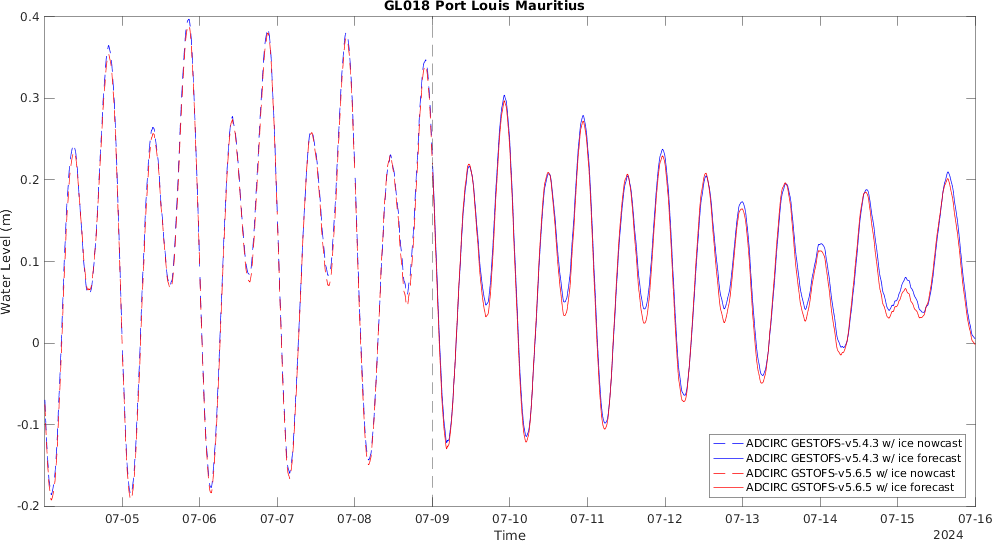 GL018 Port Louis Mauritius
Water Level (m)
0.4
0.3
0.2
0.1
0
-0.1
-0.2
07-05 07-06 07-07 07-08 07-09 07-10 07-11 07-12 07-13 07-14 07-15 07-16
Time
2024
ADCIRC GESTOFS-v5.4.3 w/ ice nowcast
ADCIRC GESTOFS-v5.4.3 w/ ice forecast
ADCIRC GSTOFS-v5.6.5 w/ ice nowcast
ADCIRC GSTOFS-v5.6.5 w/ ice forecast